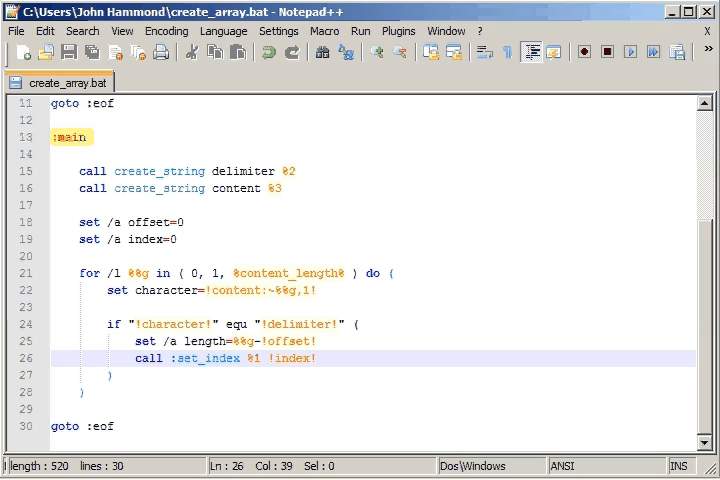 C:\Users\John Hammond\create_array.bat - Notepad++
File Edit Search View Encoding Language Settings Macro Run Plugins Window ? X
create_array.bat
11 goto :eof
12
13 :main
14
15 call create_string delimiter %2
16 call create_string content %3
17
18 set /a offset=0
19 set /a index=0
20
21 for /l %%g in ( 0, 1, %content_length% ) do (
22 set character=!content:~%%g,1!
23
24 if "!character!" equ "!delimiter!" (
25 set /a length=%%g-!offset!
26 call :set_index %1 !index!
27 )
28 )
29
30 goto :eof
length : 520 lines : 30 Ln : 26 Col : 39 Sel : 0 Dos\Windows ANSI INS